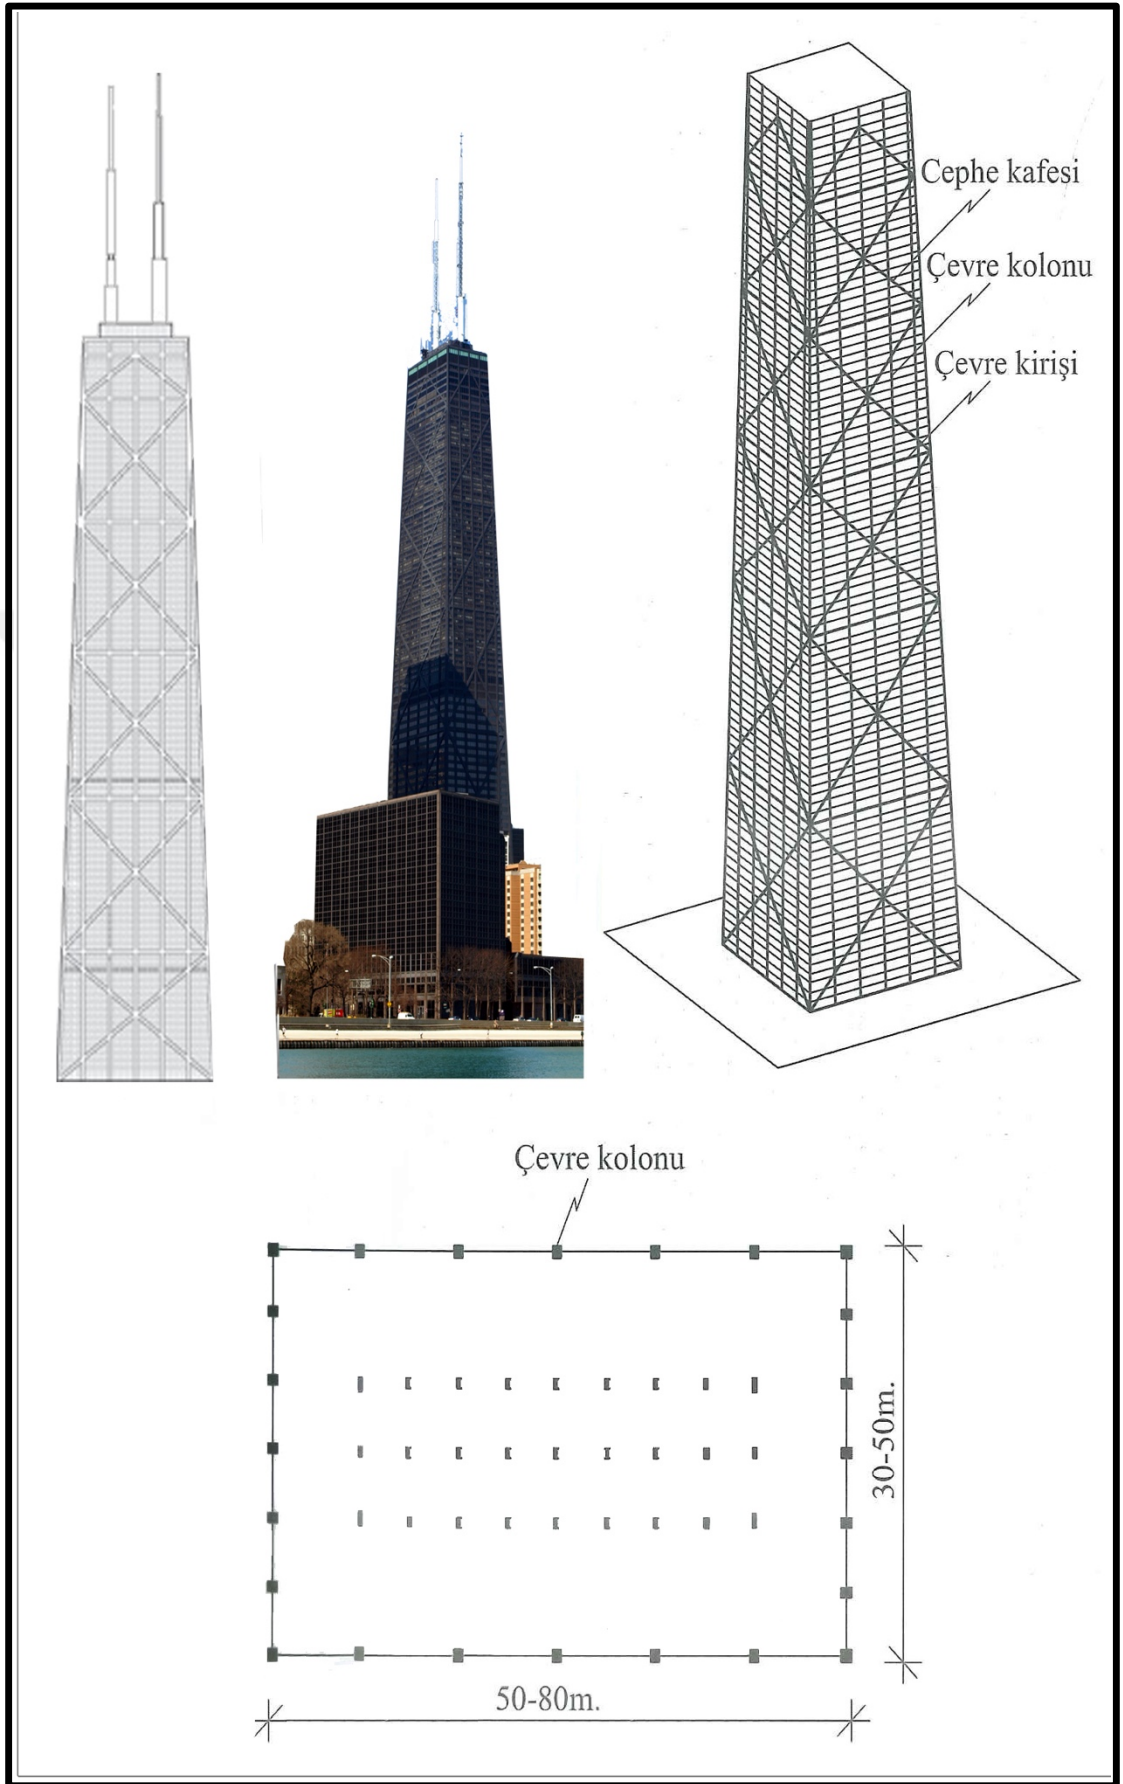 Cephe kafesi
Çevre kolonu
Çevre kirişi
Çevre kolonu
30-50m.
50-80m.